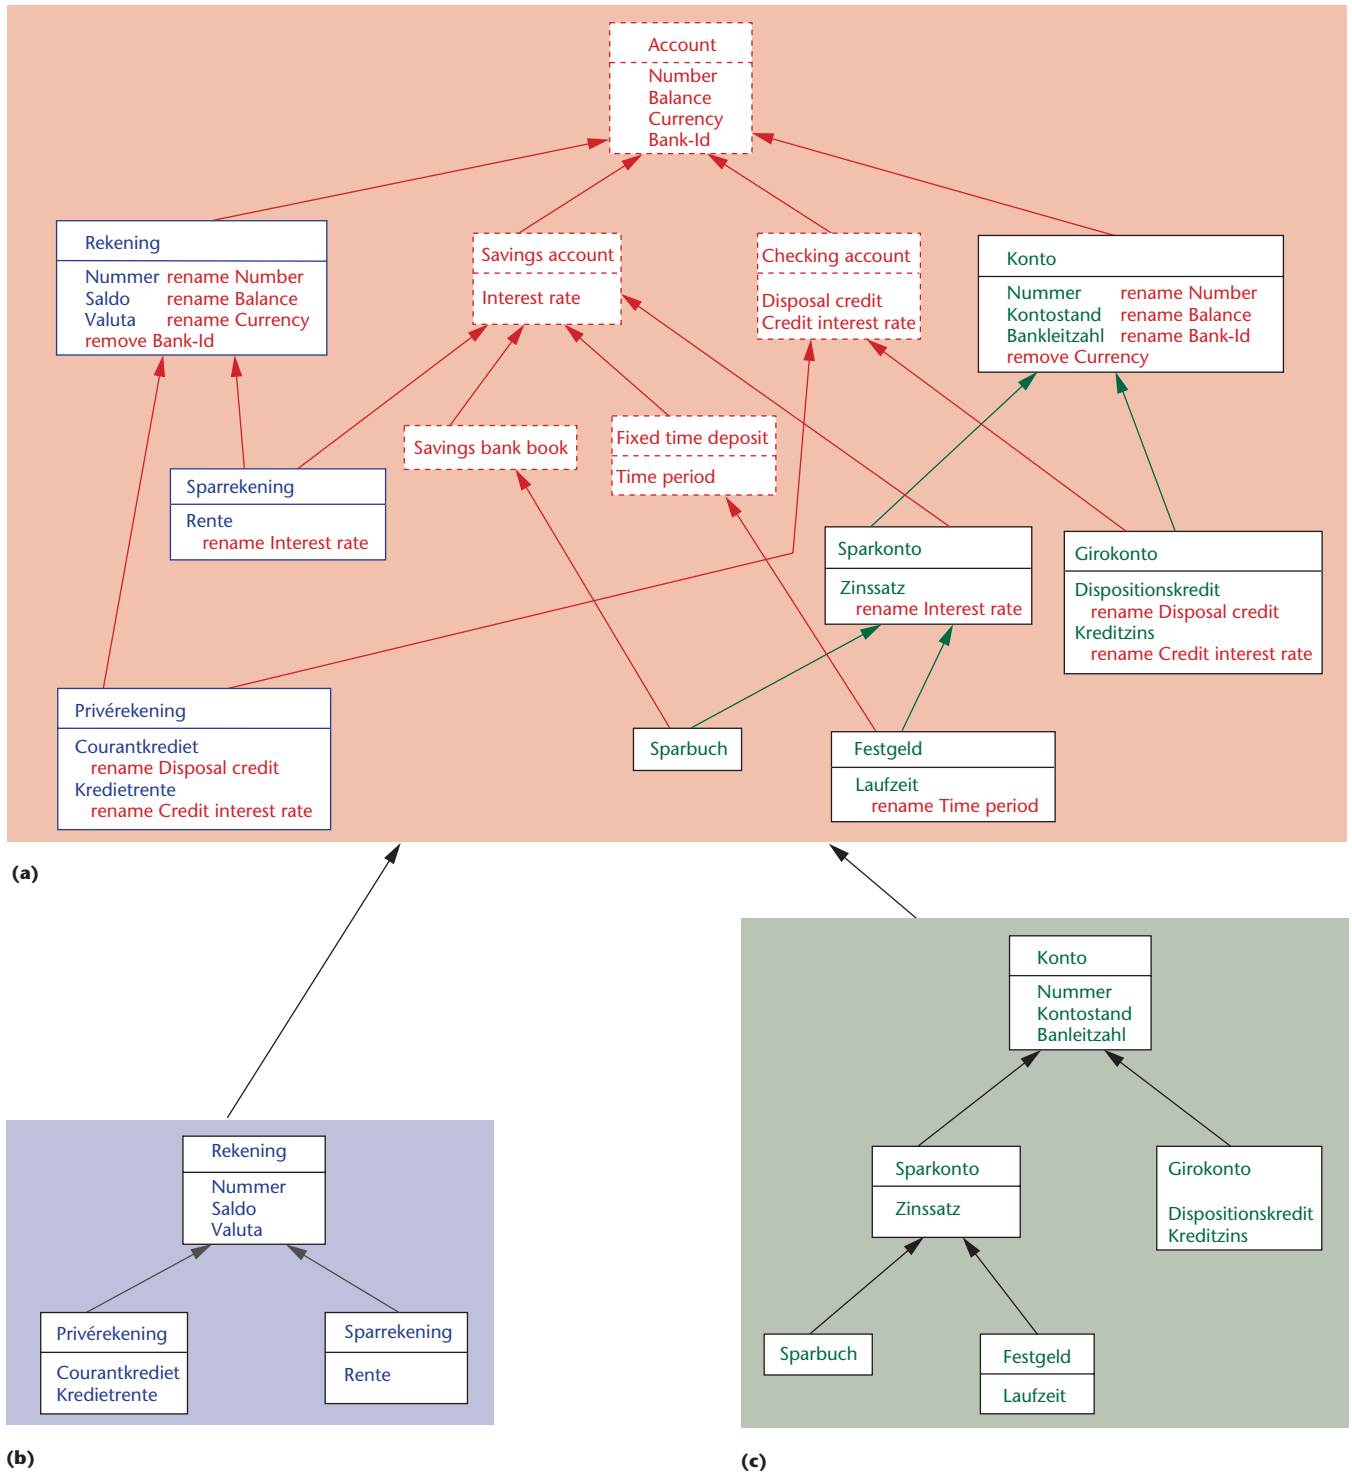 Account
Number
Balance
Currency
Bank-Id
Rekening
Nummer rename Number
Saldo rename Balance
Valuta rename Currency
remove Bank-Id
Savings account
Interest rate
Checking account
Disposal credit
Credit interest rate
Konto
Nummer rename Number
Kontostand rename Balance
Bankleitzahl rename Bank-Id
remove Currency
Savings bank book
Fixed time deposit
Time period
Sparrekening
Rente
rename Interest rate
Sparkonto
Zinssatz
rename Interest rate
Girokonto
Dispositionskredit
rename Disposal credit
Kreditzins
rename Credit interest rate
Privérekening
Courantkrediet
rename Disposal credit
Kredietrente
rename Credit interest rate
Sparbuch
Festgeld
Laufzeit
rename Time period
(a)
Rekening
Nummer
Saldo
Valuta
Privérekening
Courantkrediet
Kredietrente
Sparrekening
Rente
(b)
Konto
Nummer
Kontostand
Banleitzahl
Sparkonto
Zinssatz
Girokonto
Dispositionskredit
Kreditzins
Sparbuch
Festgeld
Laufzeit
(c)